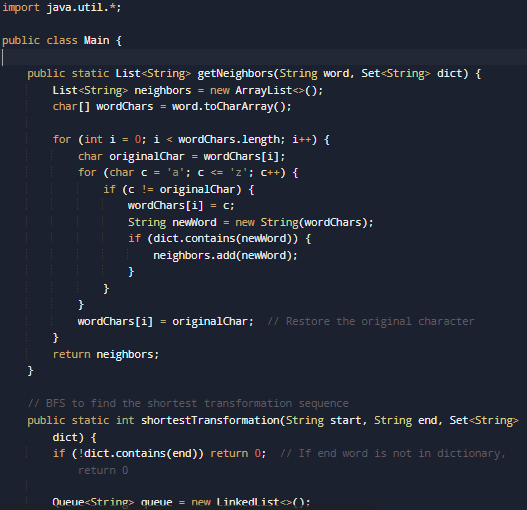 import java.util.*;
public class Main {
public static List<String> getNeighbors(String word, Set<String> dict) {
List<String> neighbors = new ArrayList<>();
char[] wordChars = word.toCharArray();
for (int i = 0; i < wordChars.length; i++) {
char originalChar = wordChars[i];
for (char c = 'a'; c <= 'z'; c++) {
if (c != originalChar) {
wordChars[i] = c;
String newWord = new String(wordChars);
if (dict.contains(newWord)) {
neighbors.add(newWord);
}
}
}
wordChars[i] = originalChar;  // Restore the original character
}
return neighbors;
}
// BFS to find the shortest transformation sequence
public static int shortestTransformation(String start, String end, Set<String>
dict) {
if (!dict.contains(end)) return 0;  // If end word is not in dictionary,
return 0
Queue<String> queue = new LinkedList<>();